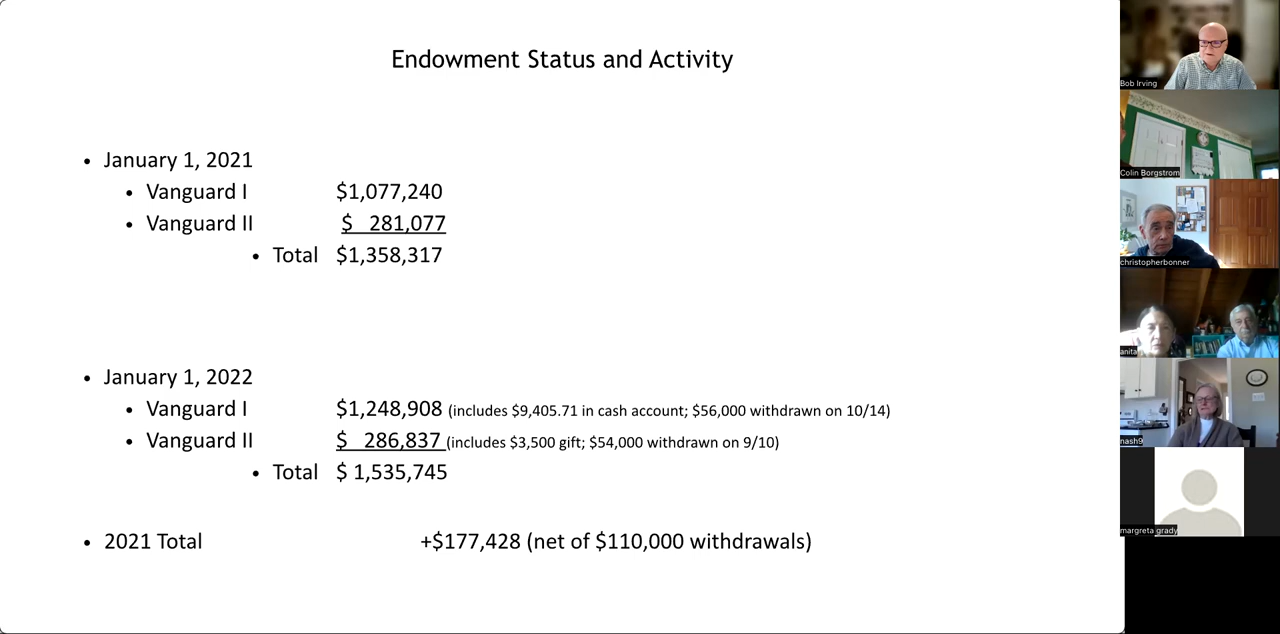 Endowment Status and Activity
• January 1, 2021
• Vanguard I $1,077,240
• Vanguard II $ 281,077
• Total $1,358,317
• January 1, 2022
• Vanguard I $1,248,908 (includes $9,405.71 in cash account; $56,000 withdrawn on 10/14)
• Vanguard II $ 286,837 (includes $3,500 gift; $54,000 withdrawn on 9/10)
• Total $ 1,535,745
• 2021 Total +$177,428 (net of $110,000 withdrawals)
Bob Irving
Colin Borgstrom
christopherbonner
anita
nash9
margreta grady